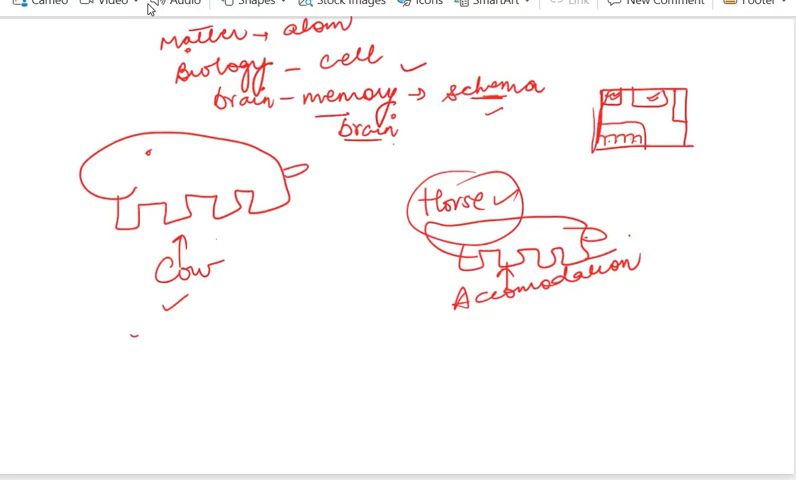 Cameo Video Audio Shapes Stock Images Icons SmartArt Link New Comment Footer
Matter → atom
Biology - cell
brain - memory → schema
brain
Horse
Cow
Accomodation